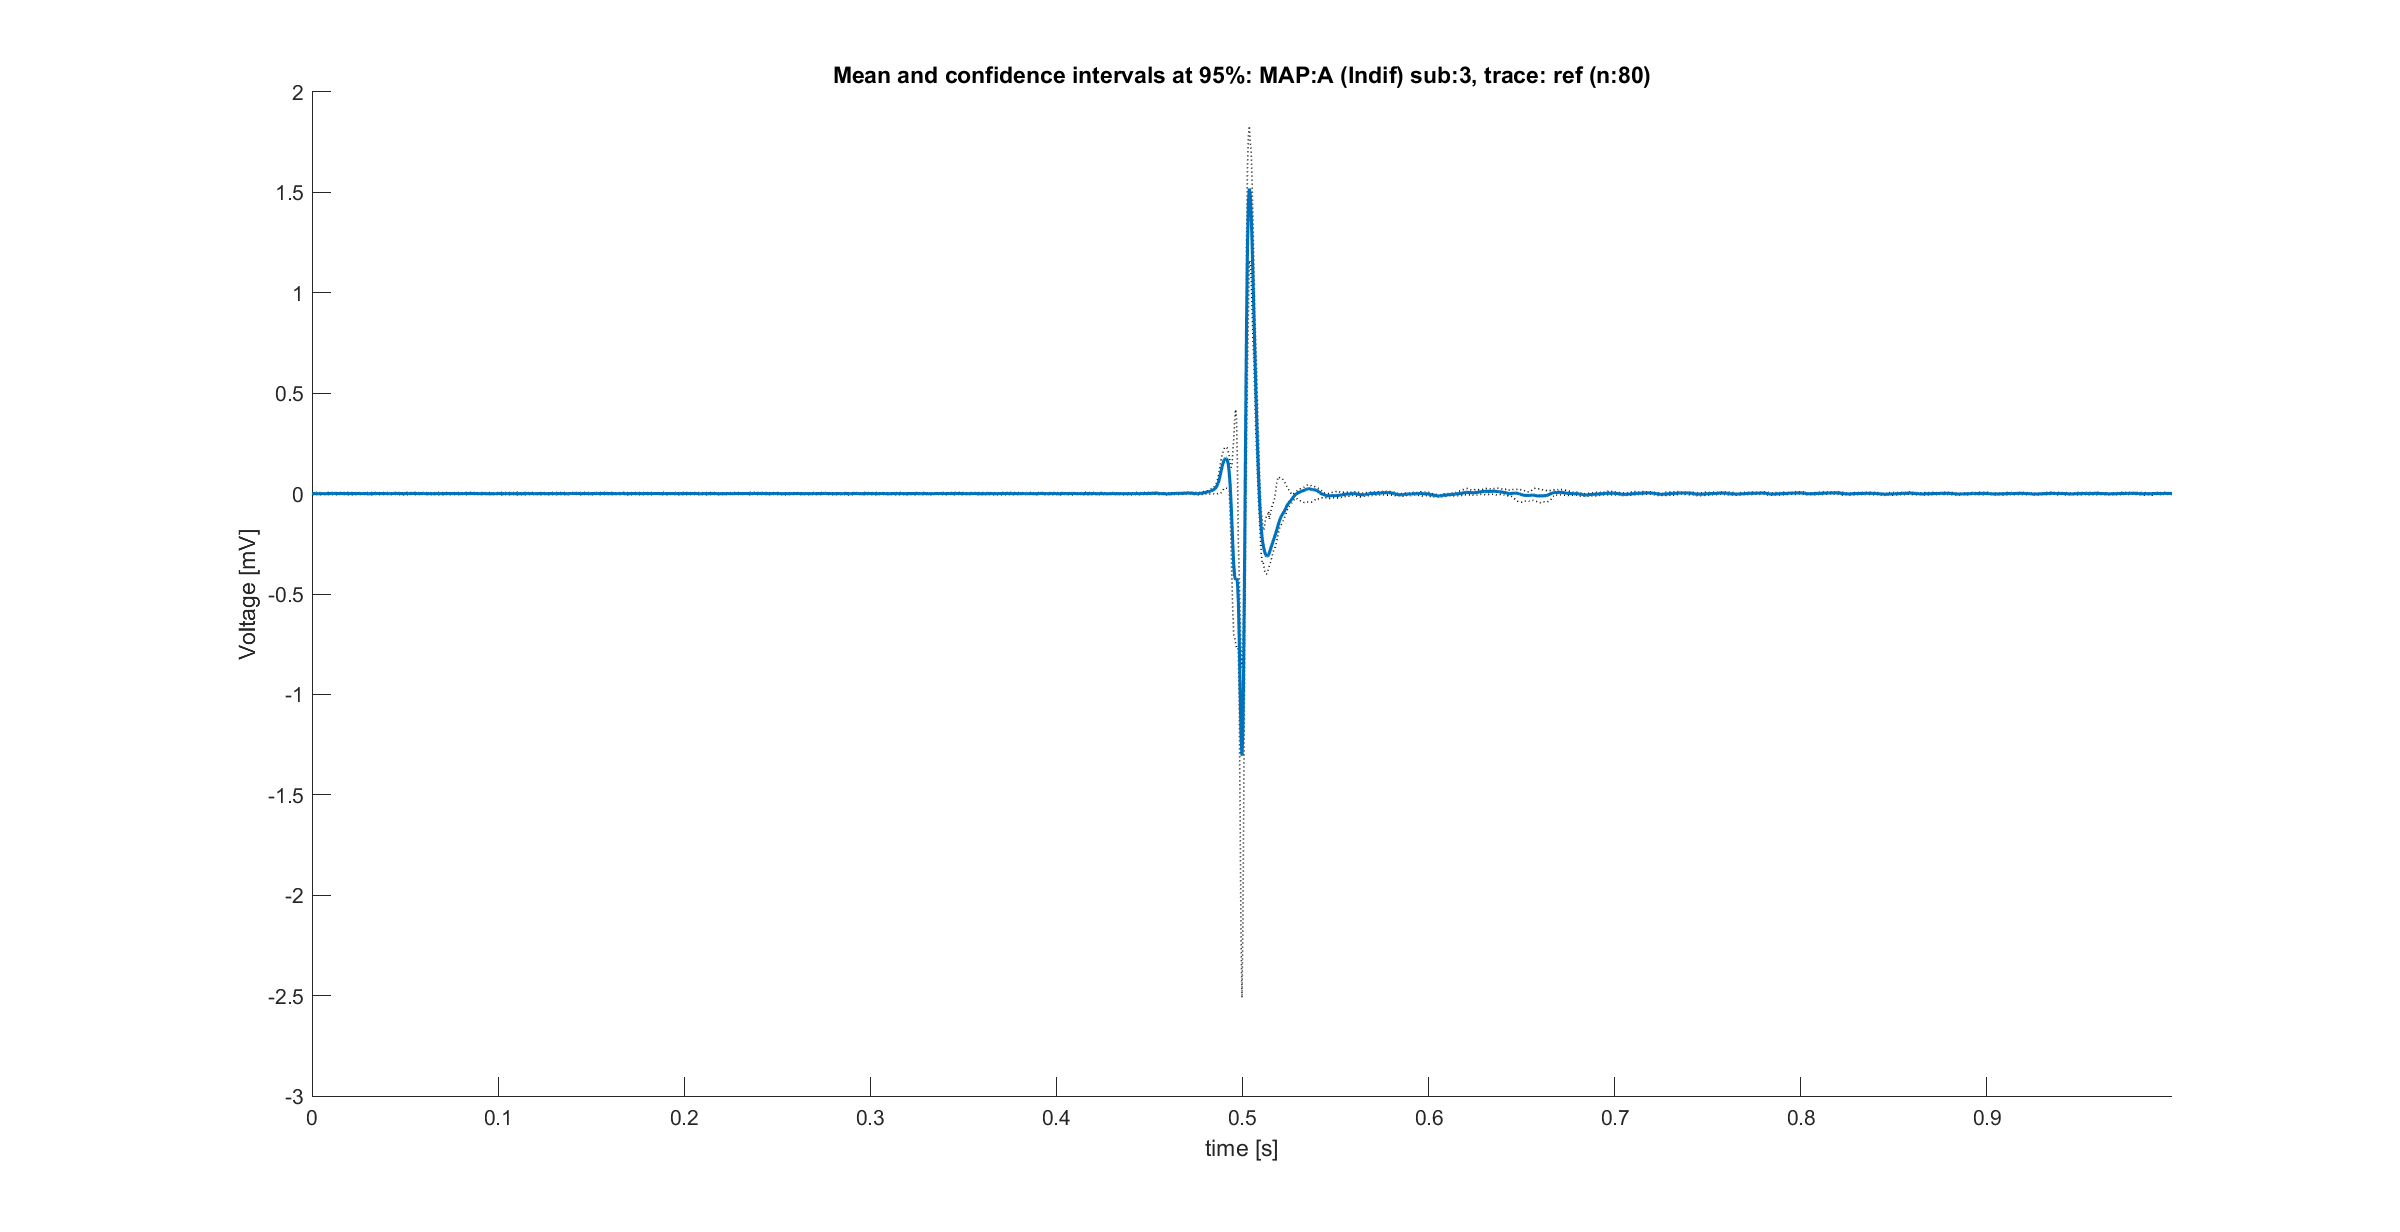 Mean and confidence intervals at 95%: MAP:A (Indif) sub:3, trace: ref (n:80)
2
1.5
1
0.5
0
-0.5
-1
-1.5
-2
-2.5
-3
Voltage [mV]
0 0.1 0.2 0.3 0.4 0.5 0.6 0.7 0.8 0.9
time [s]